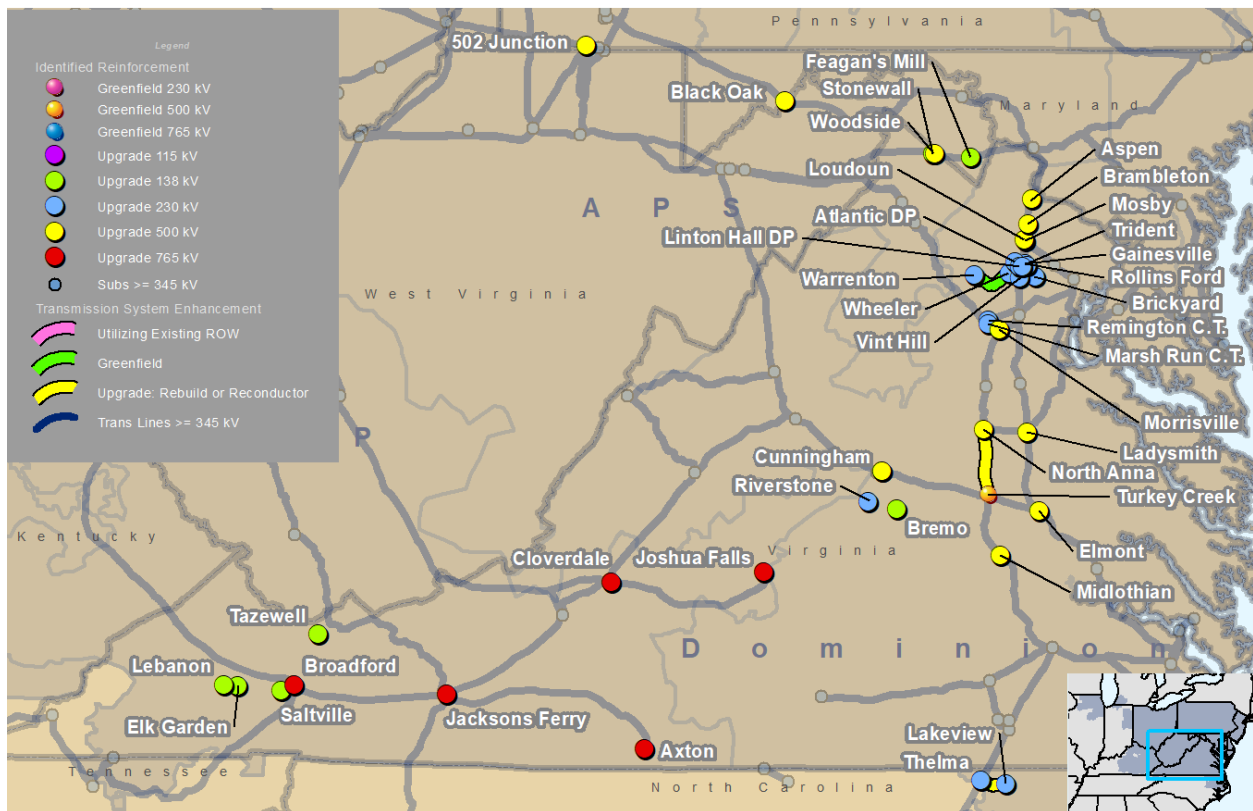 Legend
Identified Reinforcement
Greenfield 230 kV
Greenfield 500 kV
Greenfield 765 kV
Upgrade 115 kV
Upgrade 138 kV
Upgrade 230 kV
Upgrade 500 kV
Upgrade 765 kV
Subs >= 345 kV
Transmission System Enhancement
Utilizing Existing ROW
Greenfield
Upgrade: Rebuild or Reconductor
Trans Lines >= 345 kV
Pennsylvania
502 Junction
Feagan's Mill
Stonewall
Black Oak
Maryland
Woodside
Aspen
Loudoun
Brambleton
APS
Mosby
Atlantic DP
Trident
Linton Hall DP
Gainesville
Warrenton
Rollins Ford
West Virginia
Wheeler
Brickyard
Remington C.T.
Vint Hill
Marsh Run C.T.
Morrisville
P
Ladysmith
Cunningham
North Anna
Riverstone
Turkey Creek
Bremo
Kentucky
Cloverdale
Joshua Falls
Virginia
Elmont
Midlothian
Tazewell
Dominion
Lebanon
Broadford
Elk Garden
Saltville
Jacksons Ferry
Lakeview
Axton
Thelma
Tennessee
North Carolina